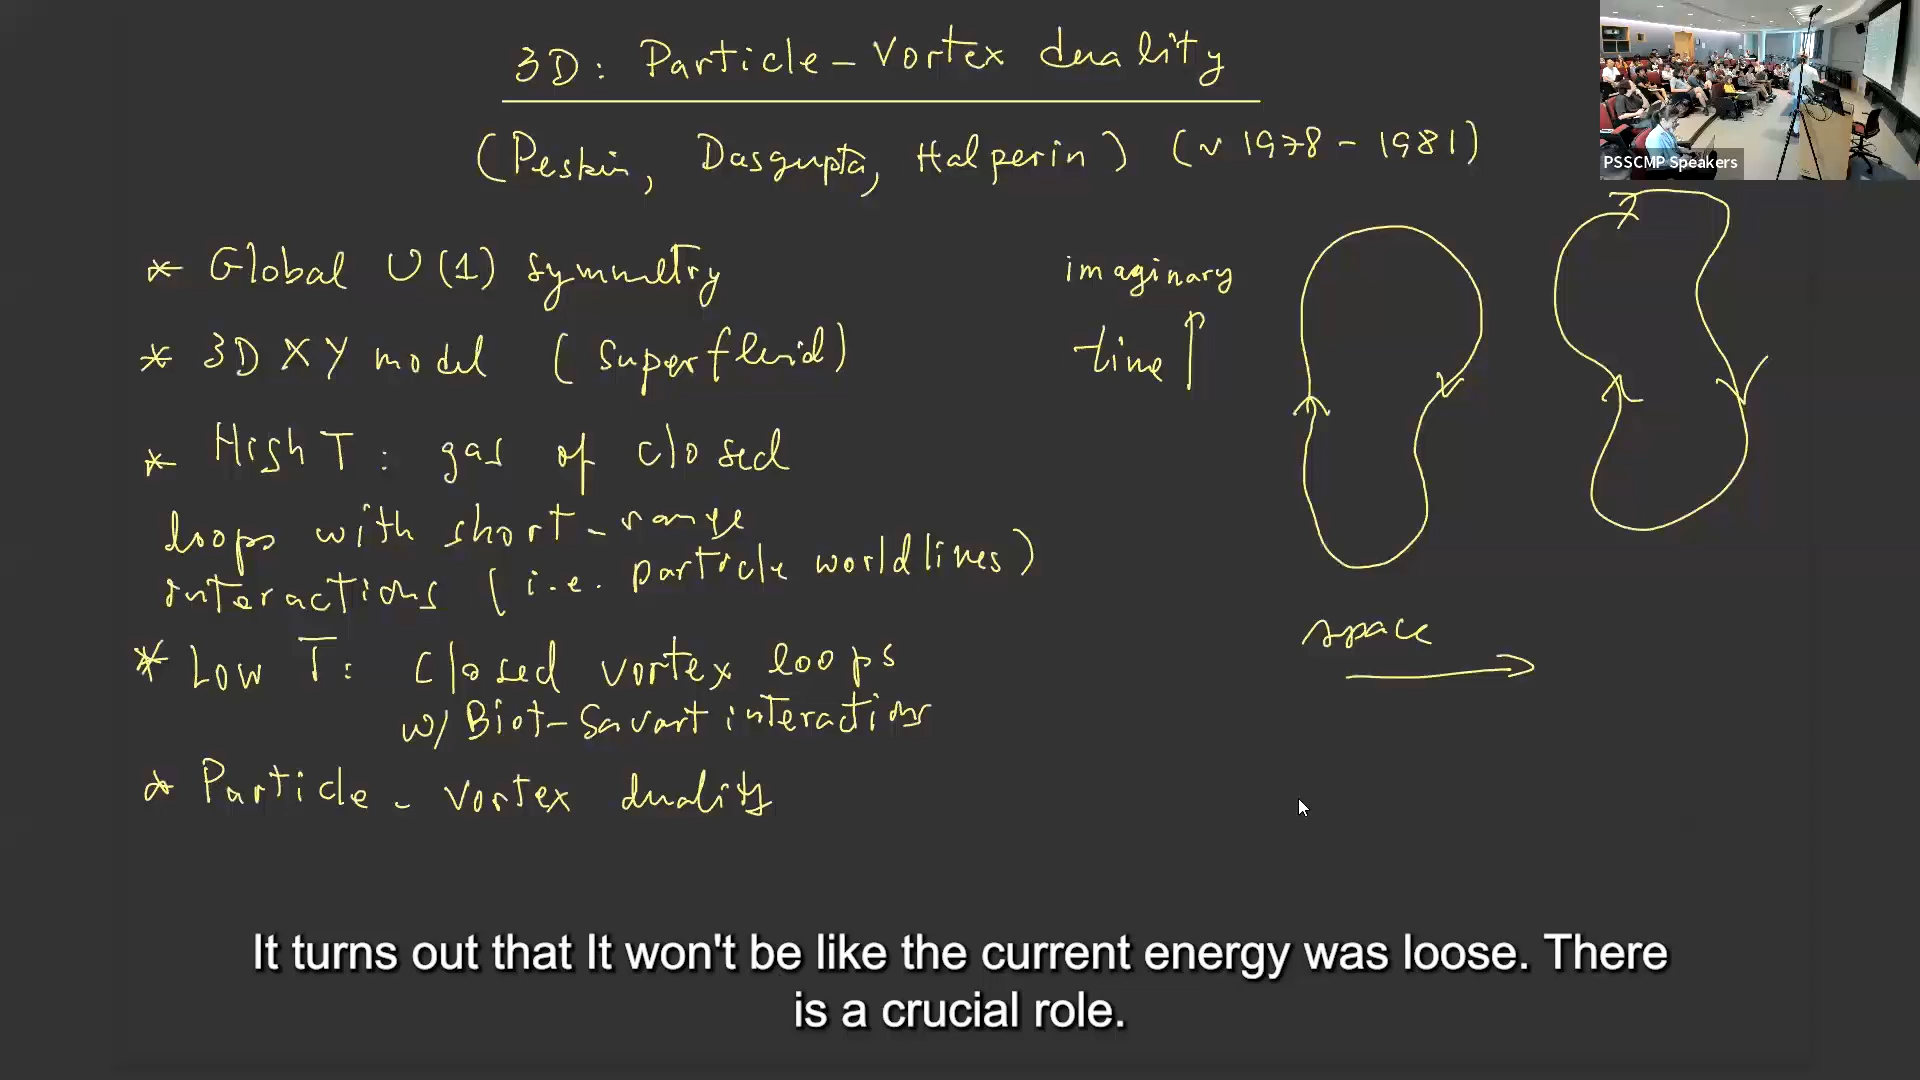 3D: Particle - Vortex duality
(Peskin, Dasgupta, Halperin) (~ 1978 - 1981)
PSSCMP Speakers
* Global U(1) symmetry
* 3D XY model (superfluid)
* High T: gas of closed
loops with short-range
interactions (i.e. particle worldlines)
* Low T: closed vortex loops
w/ Biot-Savart interactions
* Particle - vortex duality
imaginary
time
space
It turns out that It won't be like the current energy was loose. There
is a crucial role.